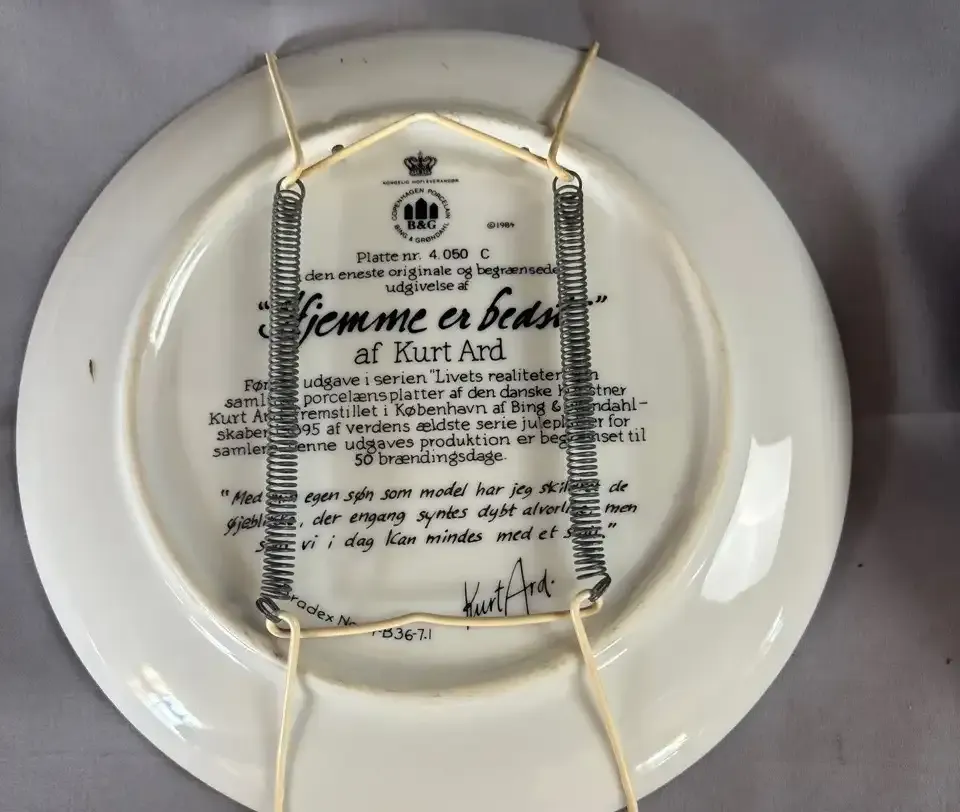 KONGELIG HOFLEVERANDØR
COPENHAGEN PORCELAIN
B&G
BING & GRØNDAHL
©1984
Platte nr. 4.050 C
den eneste originale og begrænsede
udgivelse af
"Hjemme er bedst"
af Kurt Ard
udgave i serien "Livets realiteter"
porcelænsplatter af den danske
Kurt Ard fremstillet i København af Bing &
af verdens ældste serie juleplatter for
denne udgaves produktion er begrænset til
50 brændingsdage.
"Med egen søn som model har jeg de
der engang syntes dybt men
vi i dag kan mindes med et
Kurt Ard.
Bradex No. B36-7.1